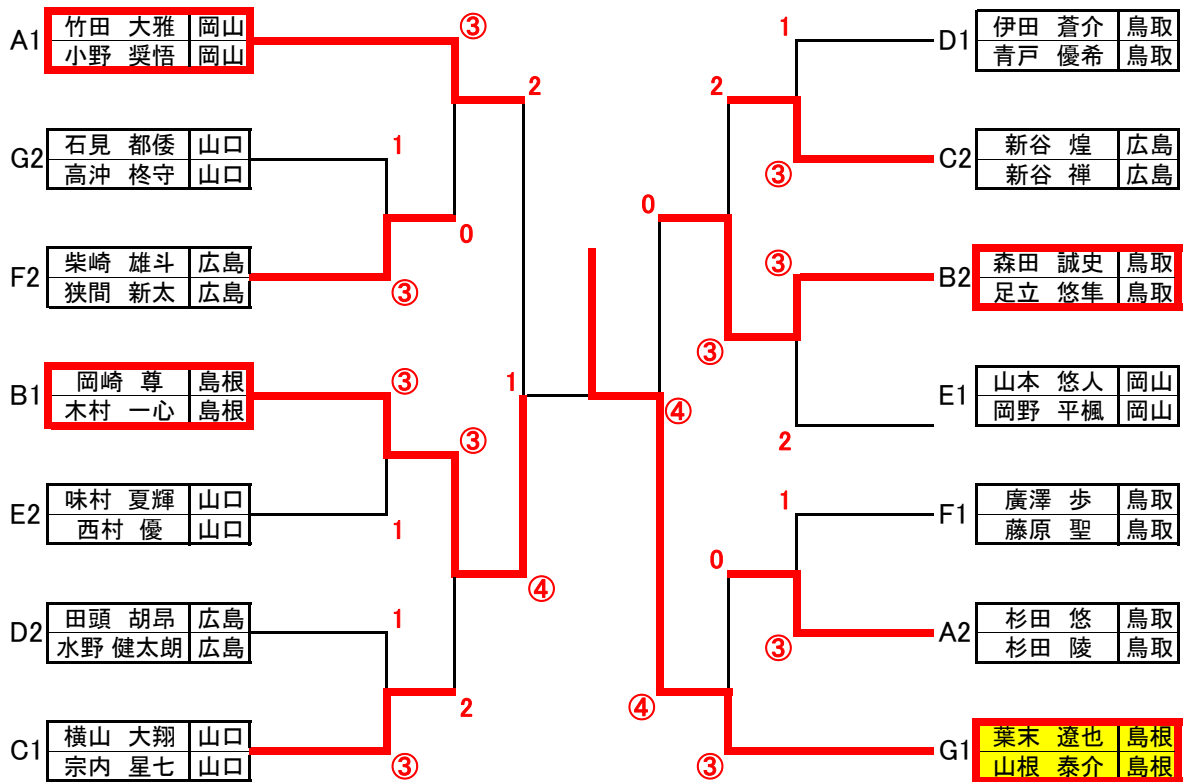 A1
竹田 大雅 岡山
小野 奨悟 岡山
③
2
G2
石見 都倭 山口
高沖 柊守 山口
1
0
F2
柴崎 雄斗 広島
狭間 新太 広島
③
B1
岡崎 尊 島根
木村 一心 島根
③
1
③
E2
味村 夏輝 山口
西村 優 山口
1
④
D2
田頭 胡昂 広島
水野 健太朗 広島
1
2
C1
横山 大翔 山口
宗内 星七 山口
③
1
D1
伊田 蒼介 鳥取
青戸 優希 鳥取
2
C2
新谷 煌 広島
新谷 禅 広島
③
0
③
B2
森田 誠史 鳥取
足立 悠隼 鳥取
③
④
E1
山本 悠人 岡山
岡野 平楓 岡山
2
1
F1
廣澤 歩 鳥取
藤原 聖 鳥取
0
A2
杉田 悠 鳥取
杉田 陵 鳥取
③
④
G1
葉末 遼也 島根
山根 泰介 島根
③